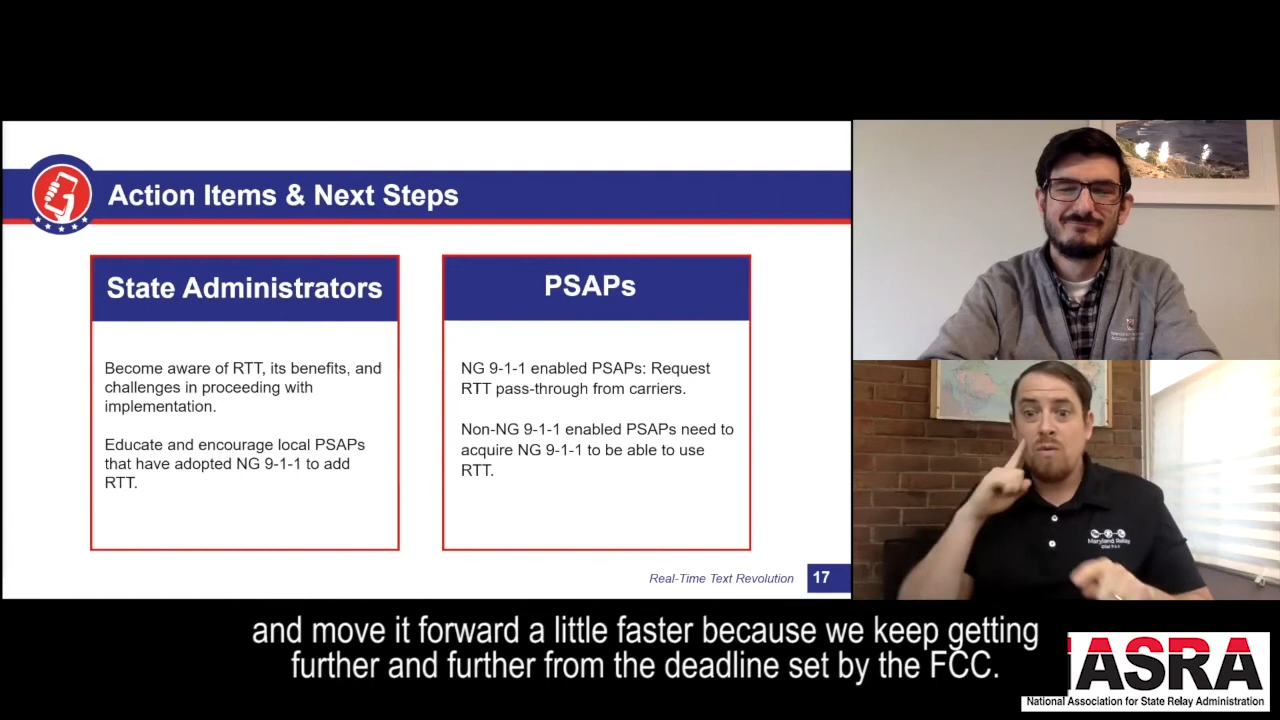 Action Items & Next Steps
State Administrators
Become aware of RTT, its benefits, and
challenges in proceeding with
implementation.
Educate and encourage local PSAPs
that have adopted NG 9-1-1 to add
RTT.
PSAPs
NG 9-1-1 enabled PSAPs: Request
RTT pass-through from carriers.
Non-NG 9-1-1 enabled PSAPs need to
acquire NG 9-1-1 to be able to use
RTT.
Real-Time Text Revolution
17
Maryland Relay
and move it forward a little faster because we keep getting
further and further from the deadline set by the FCC.
ASRA
National Association for State Relay Administration